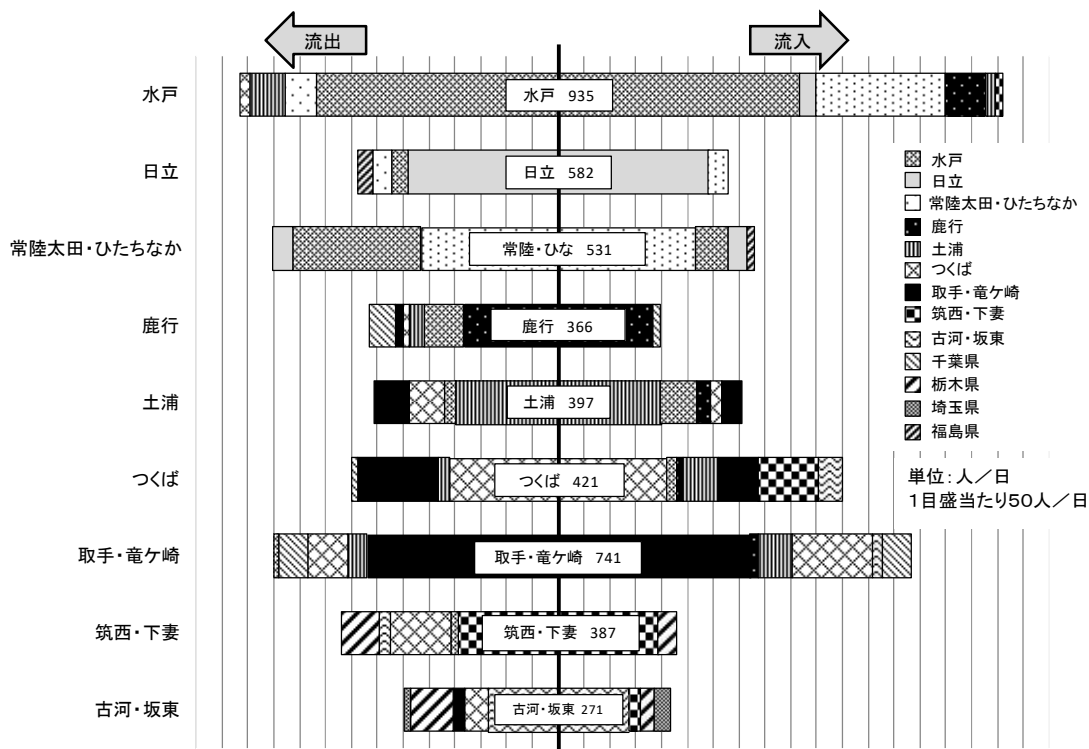 流出
流入
水戸
水戸 935
日立
日立 582
常陸太田・ひたちなか
常陸・ひな 531
鹿行
鹿行 366
土浦
土浦 397
つくば
つくば 421
取手・竜ケ崎
取手・竜ケ崎 741
筑西・下妻
筑西・下妻 387
古河・坂東
古河・坂東 271
水戸
日立
常陸太田・ひたちなか
鹿行
土浦
つくば
取手・竜ケ崎
筑西・下妻
古河・坂東
千葉県
栃木県
埼玉県
福島県
単位:人/日
1目盛当たり50人/日